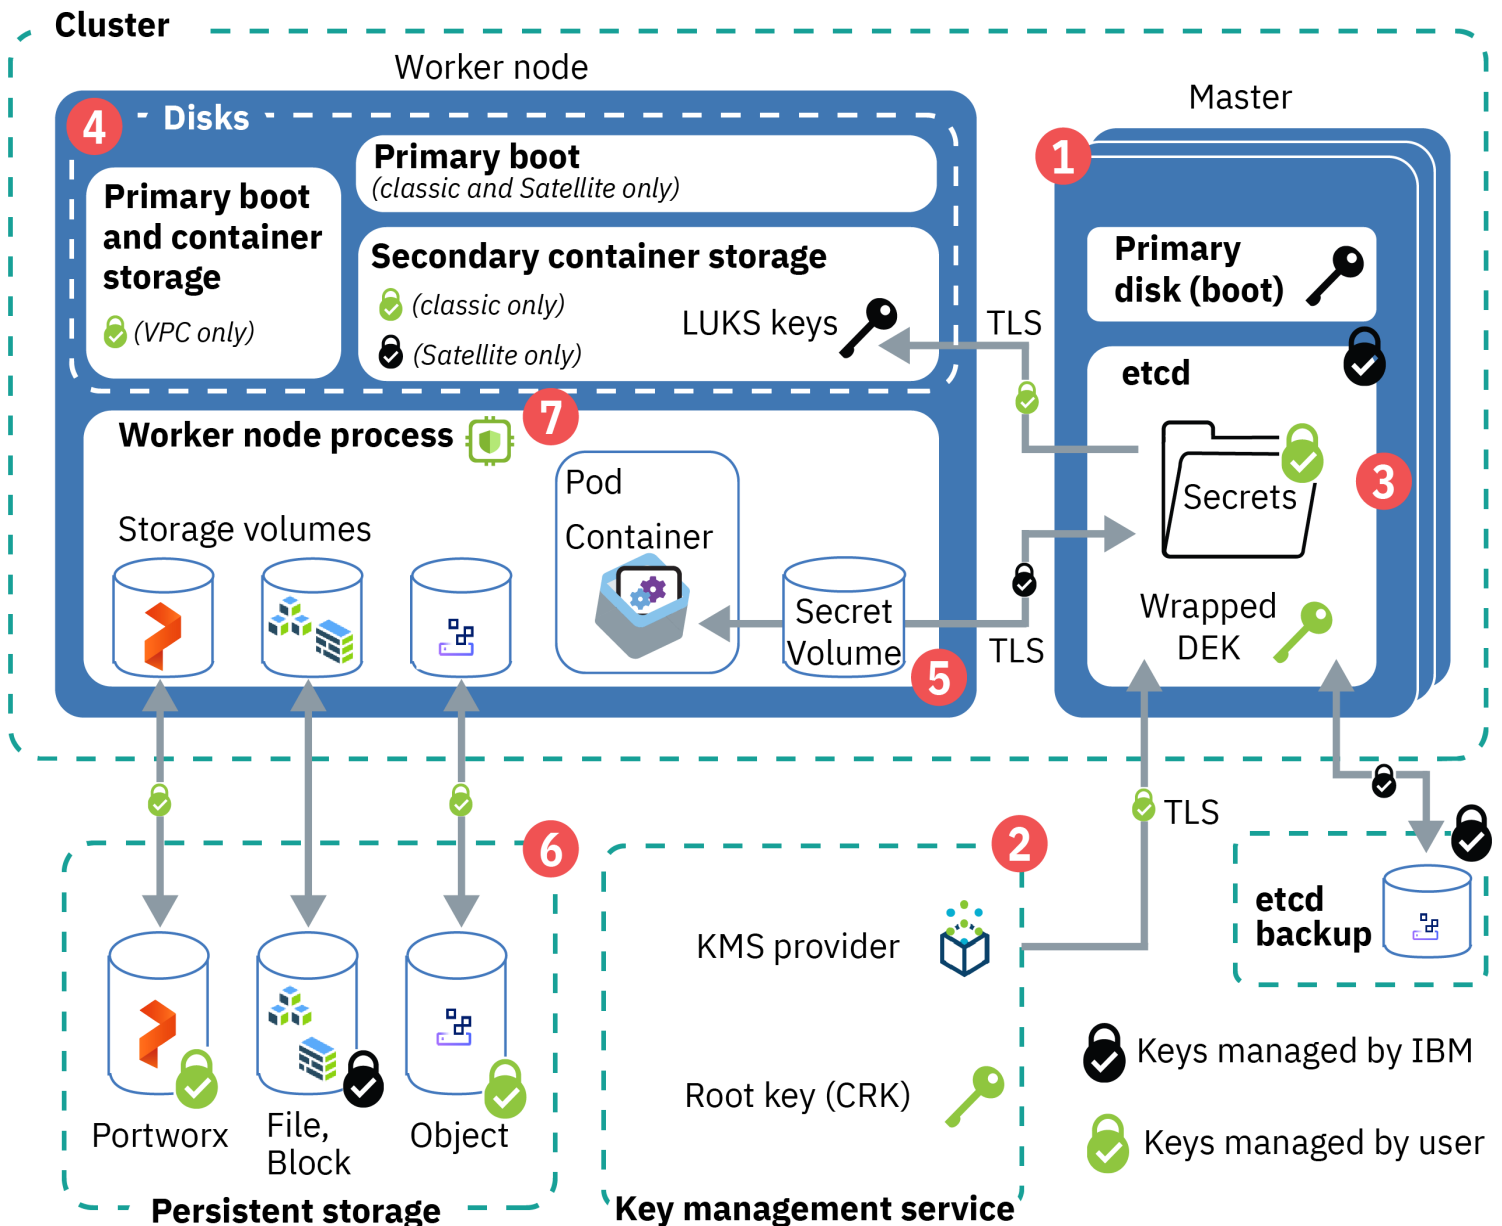 Cluster
Worker node
Master
4
Disks
Primary boot
(classic and Satellite only)
Primary boot
and container
storage
(VPC only)
Secondary container storage
(classic only)
(Satellite only)
LUKS keys
TLS
1
Primary
disk (boot)
etcd
Secrets
3
Wrapped
DEK
7
Worker node process
Storage volumes
Pod
Container
Secret
Volume
5
TLS
TLS
6
Portworx
File,
Block
Object
Persistent storage
2
KMS provider
Root key (CRK)
Key management service
etcd
backup
Keys managed by IBM
Keys managed by user